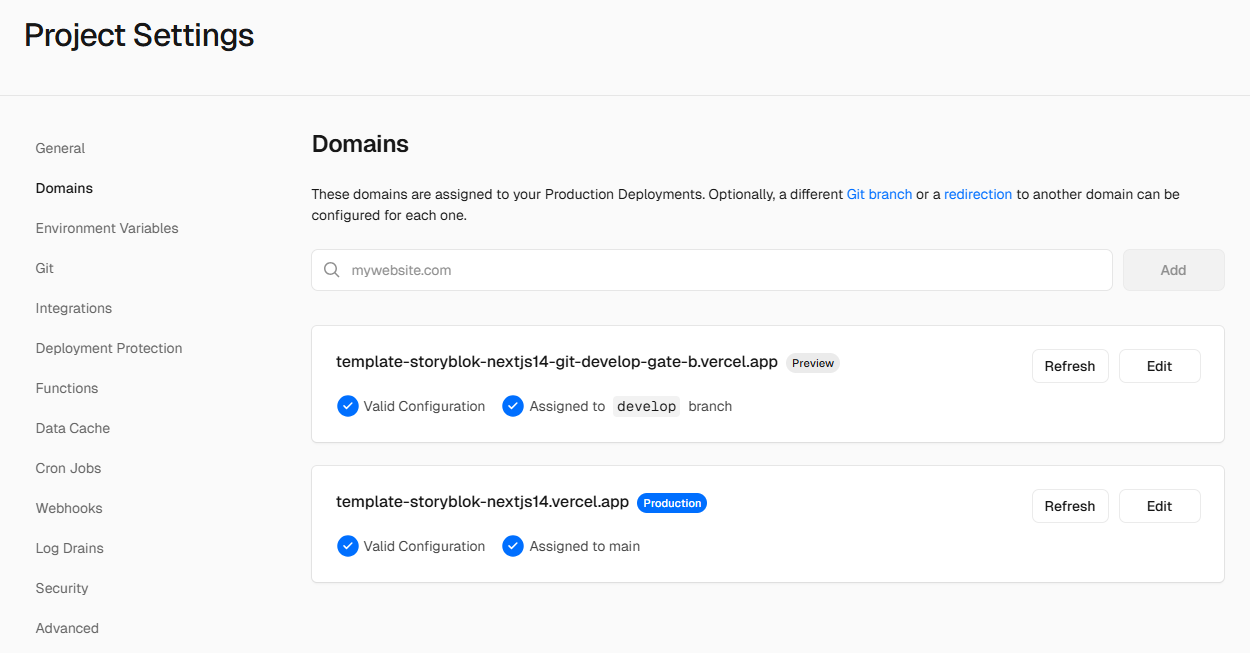 Project Settings
General
Domains
Environment Variables
Git
Integrations
Deployment Protection
Functions
Data Cache
Cron Jobs
Webhooks
Log Drains
Security
Advanced
Domains
These domains are assigned to your Production Deployments. Optionally, a different Git branch or a redirection to another domain can be
configured for each one.
mywebsite.com
Add
template-storyblok-nextjs14-git-develop-gate-b.vercel.app Preview
Refresh Edit
Valid Configuration Assigned to develop branch
template-storyblok-nextjs14.vercel.app Production
Refresh Edit
Valid Configuration Assigned to main